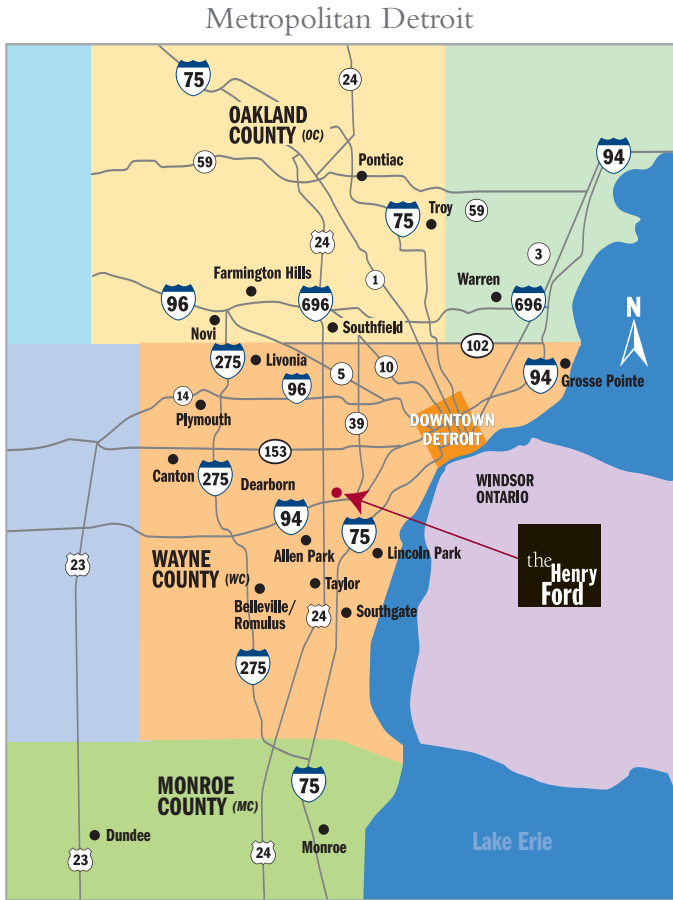 Metropolitan Detroit
75
24
OAKLAND
COUNTY (OC)
94
59
Pontiac
75
Troy
59
24
3
Farmington Hills
1
Warren
96
696
696
N
Novi
Southfield
102
275
Livonia
5
10
94
Grosse Pointe
96
14
Plymouth
39
DOWNTOWN
DETROIT
153
Canton
275
Dearborn
WINDSOR
ONTARIO
94
75
the
Henry
Ford
WAYNE
COUNTY (WC)
Allen Park
Lincoln Park
23
Taylor
Belleville/
Romulus
24
Southgate
275
MONROE
COUNTY (MC)
75
Dundee
Monroe
Lake Erie
23
24